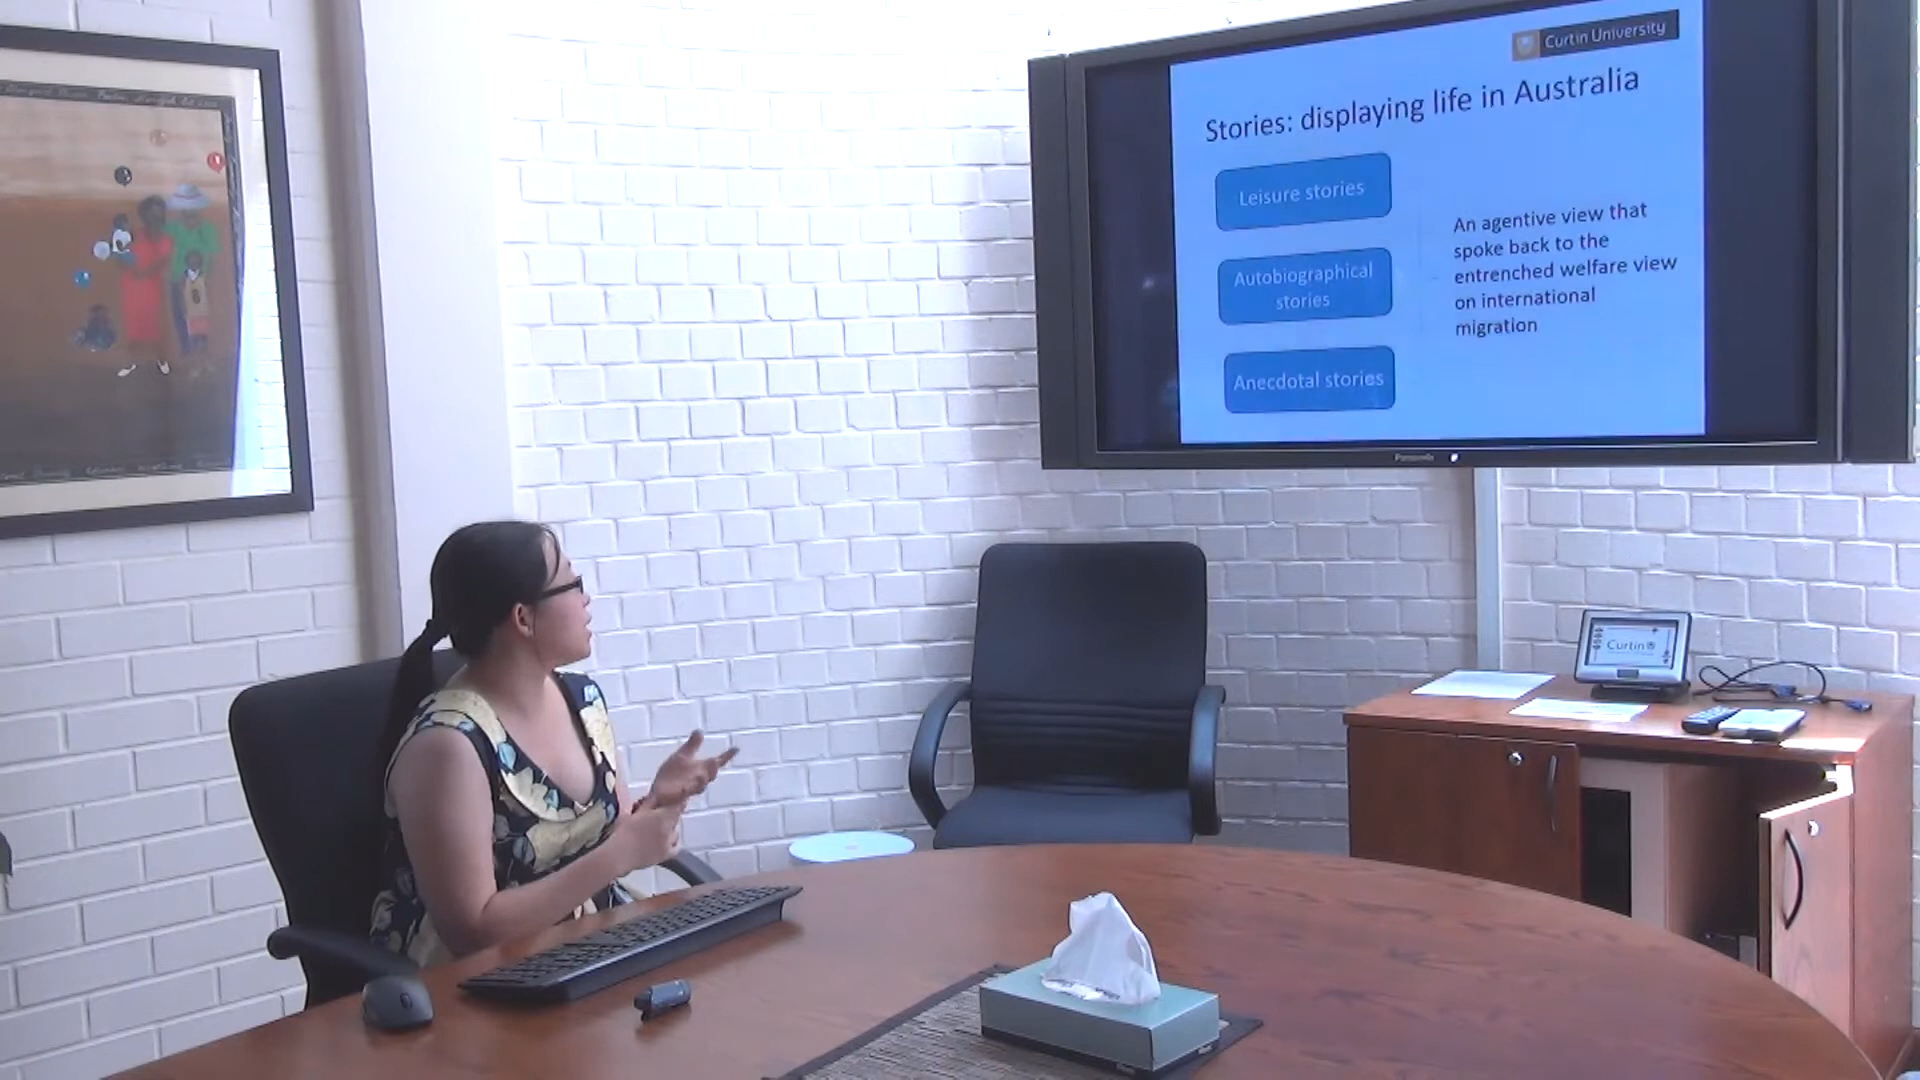 Curtin University
Stories: displaying life in Australia
Leisure stories
Autobiographical
stories
Anecdotal stories
An agentive view that
spoke back to the
entrenched welfare view
on international
migration
Panasonic
Curtin